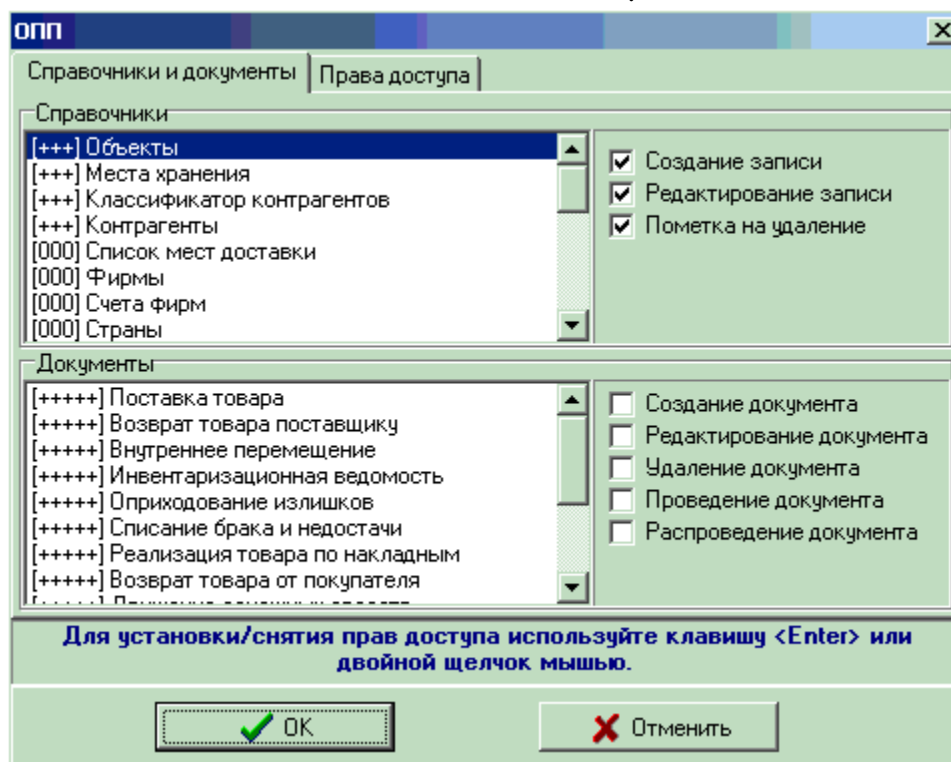 ОПП
Справочники и документы
Права доступа
Справочники
[+++] Объекты
[+++] Места хранения
[+++] Классификатор контрагентов
[+++] Контрагенты
[000] Список мест доставки
[000] Фирмы
[000] Счета фирм
[000] Страны
Создание записи
Редактирование записи
Пометка на удаление
Документы
[+++++] Поставка товара
[+++++] Возврат товара поставщику
[+++++] Внутреннее перемещение
[+++++] Инвентаризационная ведомость
[+++++] Оприходование излишков
[+++++] Списание брака и недостачи
[+++++] Реализация товара по накладным
[+++++] Возврат товара от покупателя
Создание документа
Редактирование документа
Удаление документа
Проведение документа
Распроведение документа
Для установки/снятия прав доступа используйте клавишу <Enter> или
двойной щелчок мышью.
OK
Отменить